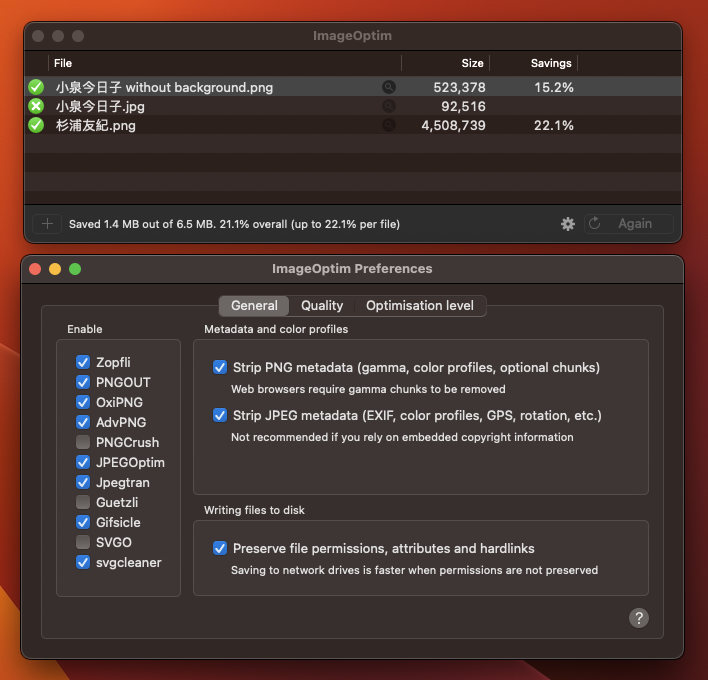 ImageOptim
File Size Savings
小泉今日子 without background.png 523,378 15.2%
小泉今日子.jpg 92,516
杉浦友紀.png 4,508,739 22.1%
Saved 1.4 MB out of 6.5 MB. 21.1% overall (up to 22.1% per file) Again
ImageOptim Preferences
General Quality Optimisation level
Enable
Zopfli
PNGOUT
OxiPNG
AdvPNG
PNGCrush
JPEGOptim
Jpegtran
Guetzli
Gifsicle
SVGO
svgcleaner
Metadata and color profiles
Strip PNG metadata (gamma, color profiles, optional chunks)
Web browsers require gamma chunks to be removed
Strip JPEG metadata (EXIF, color profiles, GPS, rotation, etc.)
Not recommended if you rely on embedded copyright information
Writing files to disk
Preserve file permissions, attributes and hardlinks
Saving to network drives is faster when permissions are not preserved
?